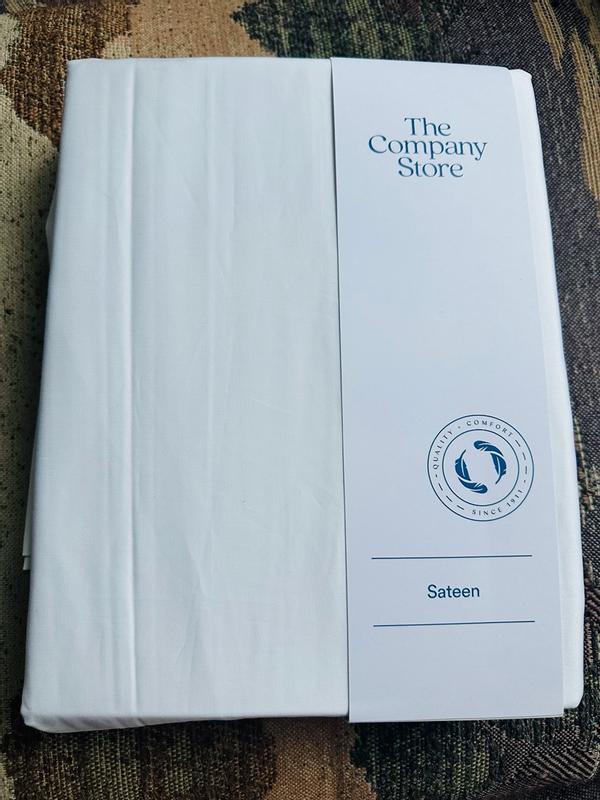 The
Company
Store
QUALITY - COMFORT
SINCE 1911
Sateen